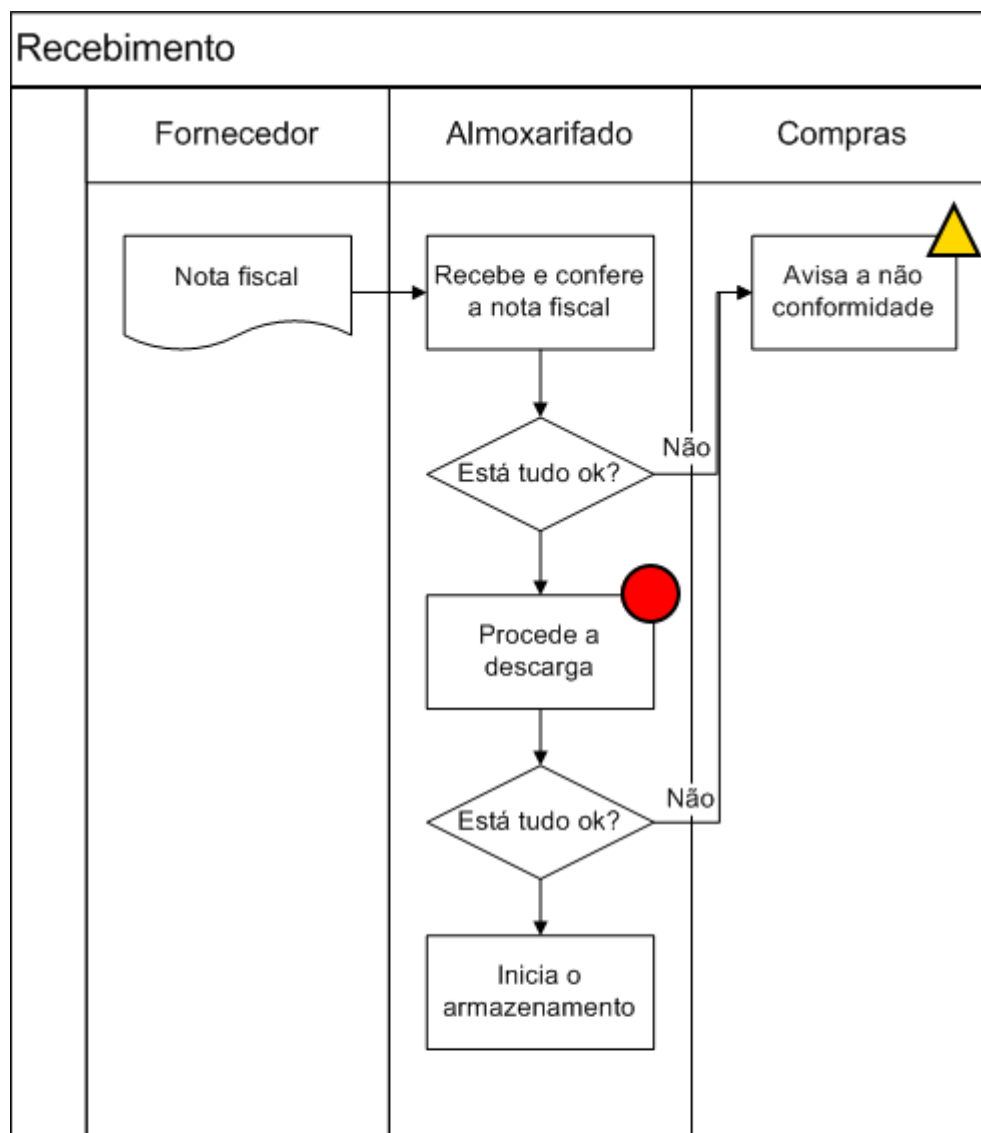 Recebimento
Fornecedor
Almoxarifado
Compras
Nota fiscal
Recebe e confere
a nota fiscal
Avisa a não
conformidade
Está tudo ok?
Não
Procede a
descarga
Está tudo ok?
Não
Inicia o
armazenamento